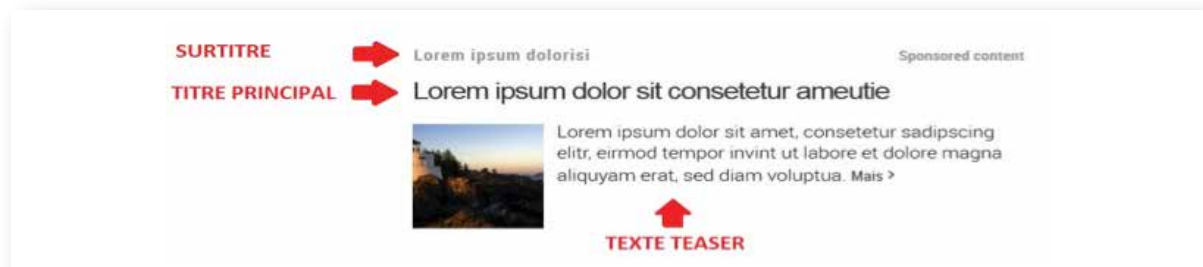 SURTITRE
Lorem ipsum dolorisi
Sponsored content
TITRE PRINCIPAL
Lorem ipsum dolor sit consetetur ameutie
Lorem ipsum dolor sit amet, consetetur sadipscing
elitr, eirmod tempor invint ut labore et dolore magna
aliquyam erat, sed diam voluptua. Mais >
TEXTE TEASER